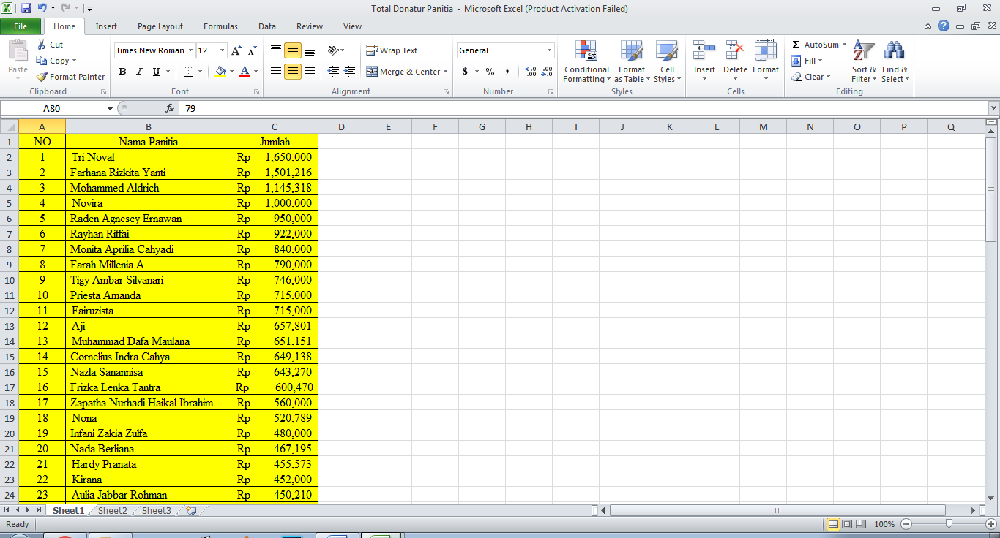 Total Donatur Panitia - Microsoft Excel (Product Activation Failed)
File Home Insert Page Layout Formulas Data Review View
Paste Cut Copy Format Painter Clipboard
Times New Roman 12 A A B I U A Font
Wrap Text Merge & Center Alignment
General $ % , .00 .0 Number
Conditional Formatting Format as Table Cell Styles Styles
Insert Delete Format Cells
Σ AutoSum Fill Clear Sort & Filter Find & Select Editing
A80 fx 79
A B C D E F G H I J K L M N O P Q
1 NO Nama Panitia Jumlah
2 1 Tri Noval Rp 1,650,000
3 2 Farhana Rizkita Yanti Rp 1,501,216
4 3 Mohammed Aldrich Rp 1,145,318
5 4 Novira Rp 1,000,000
6 5 Raden Agnescy Ernawan Rp 950,000
7 6 Rayhan Riffai Rp 922,000
8 7 Monita Aprilia Cahyadi Rp 840,000
9 8 Farah Millenia A Rp 790,000
10 9 Tigy Ambar Silvanari Rp 746,000
11 10 Priesta Amanda Rp 715,000
12 11 Fairuzista Rp 715,000
13 12 Aji Rp 657,801
14 13 Muhammad Dafa Maulana Rp 651,151
15 14 Cornelius Indra Cahya Rp 649,138
16 15 Nazla Sanannisa Rp 643,270
17 16 Frizka Lenka Tantra Rp 600,470
18 17 Zapatha Nurhadi Haikal Ibrahim Rp 560,000
19 18 Nona Rp 520,789
20 19 Infani Zakia Zulfa Rp 480,000
21 20 Nada Berliana Rp 467,195
22 21 Hardy Pranata Rp 455,573
23 22 Kirana Rp 452,000
24 23 Aulia Jabbar Rohman Rp 450,210
Sheet1 Sheet2 Sheet3
Ready 100%